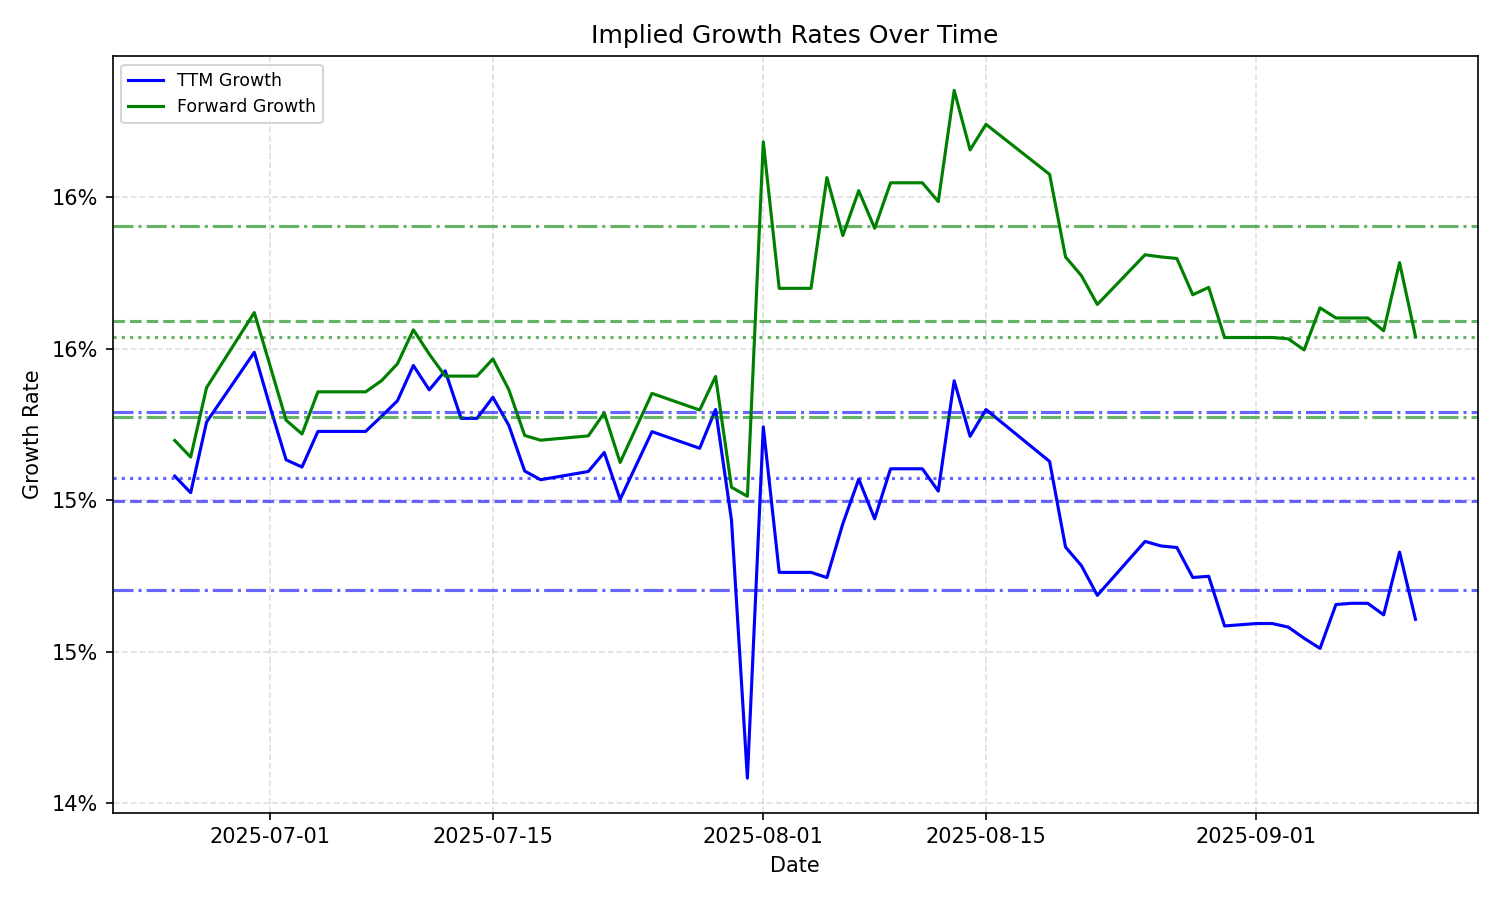 Implied Growth Rates Over Time
TTM Growth
Forward Growth
16%
16%
15%
15%
14%
Growth Rate
2025-07-01
2025-07-15
2025-08-01
2025-08-15
2025-09-01
Date